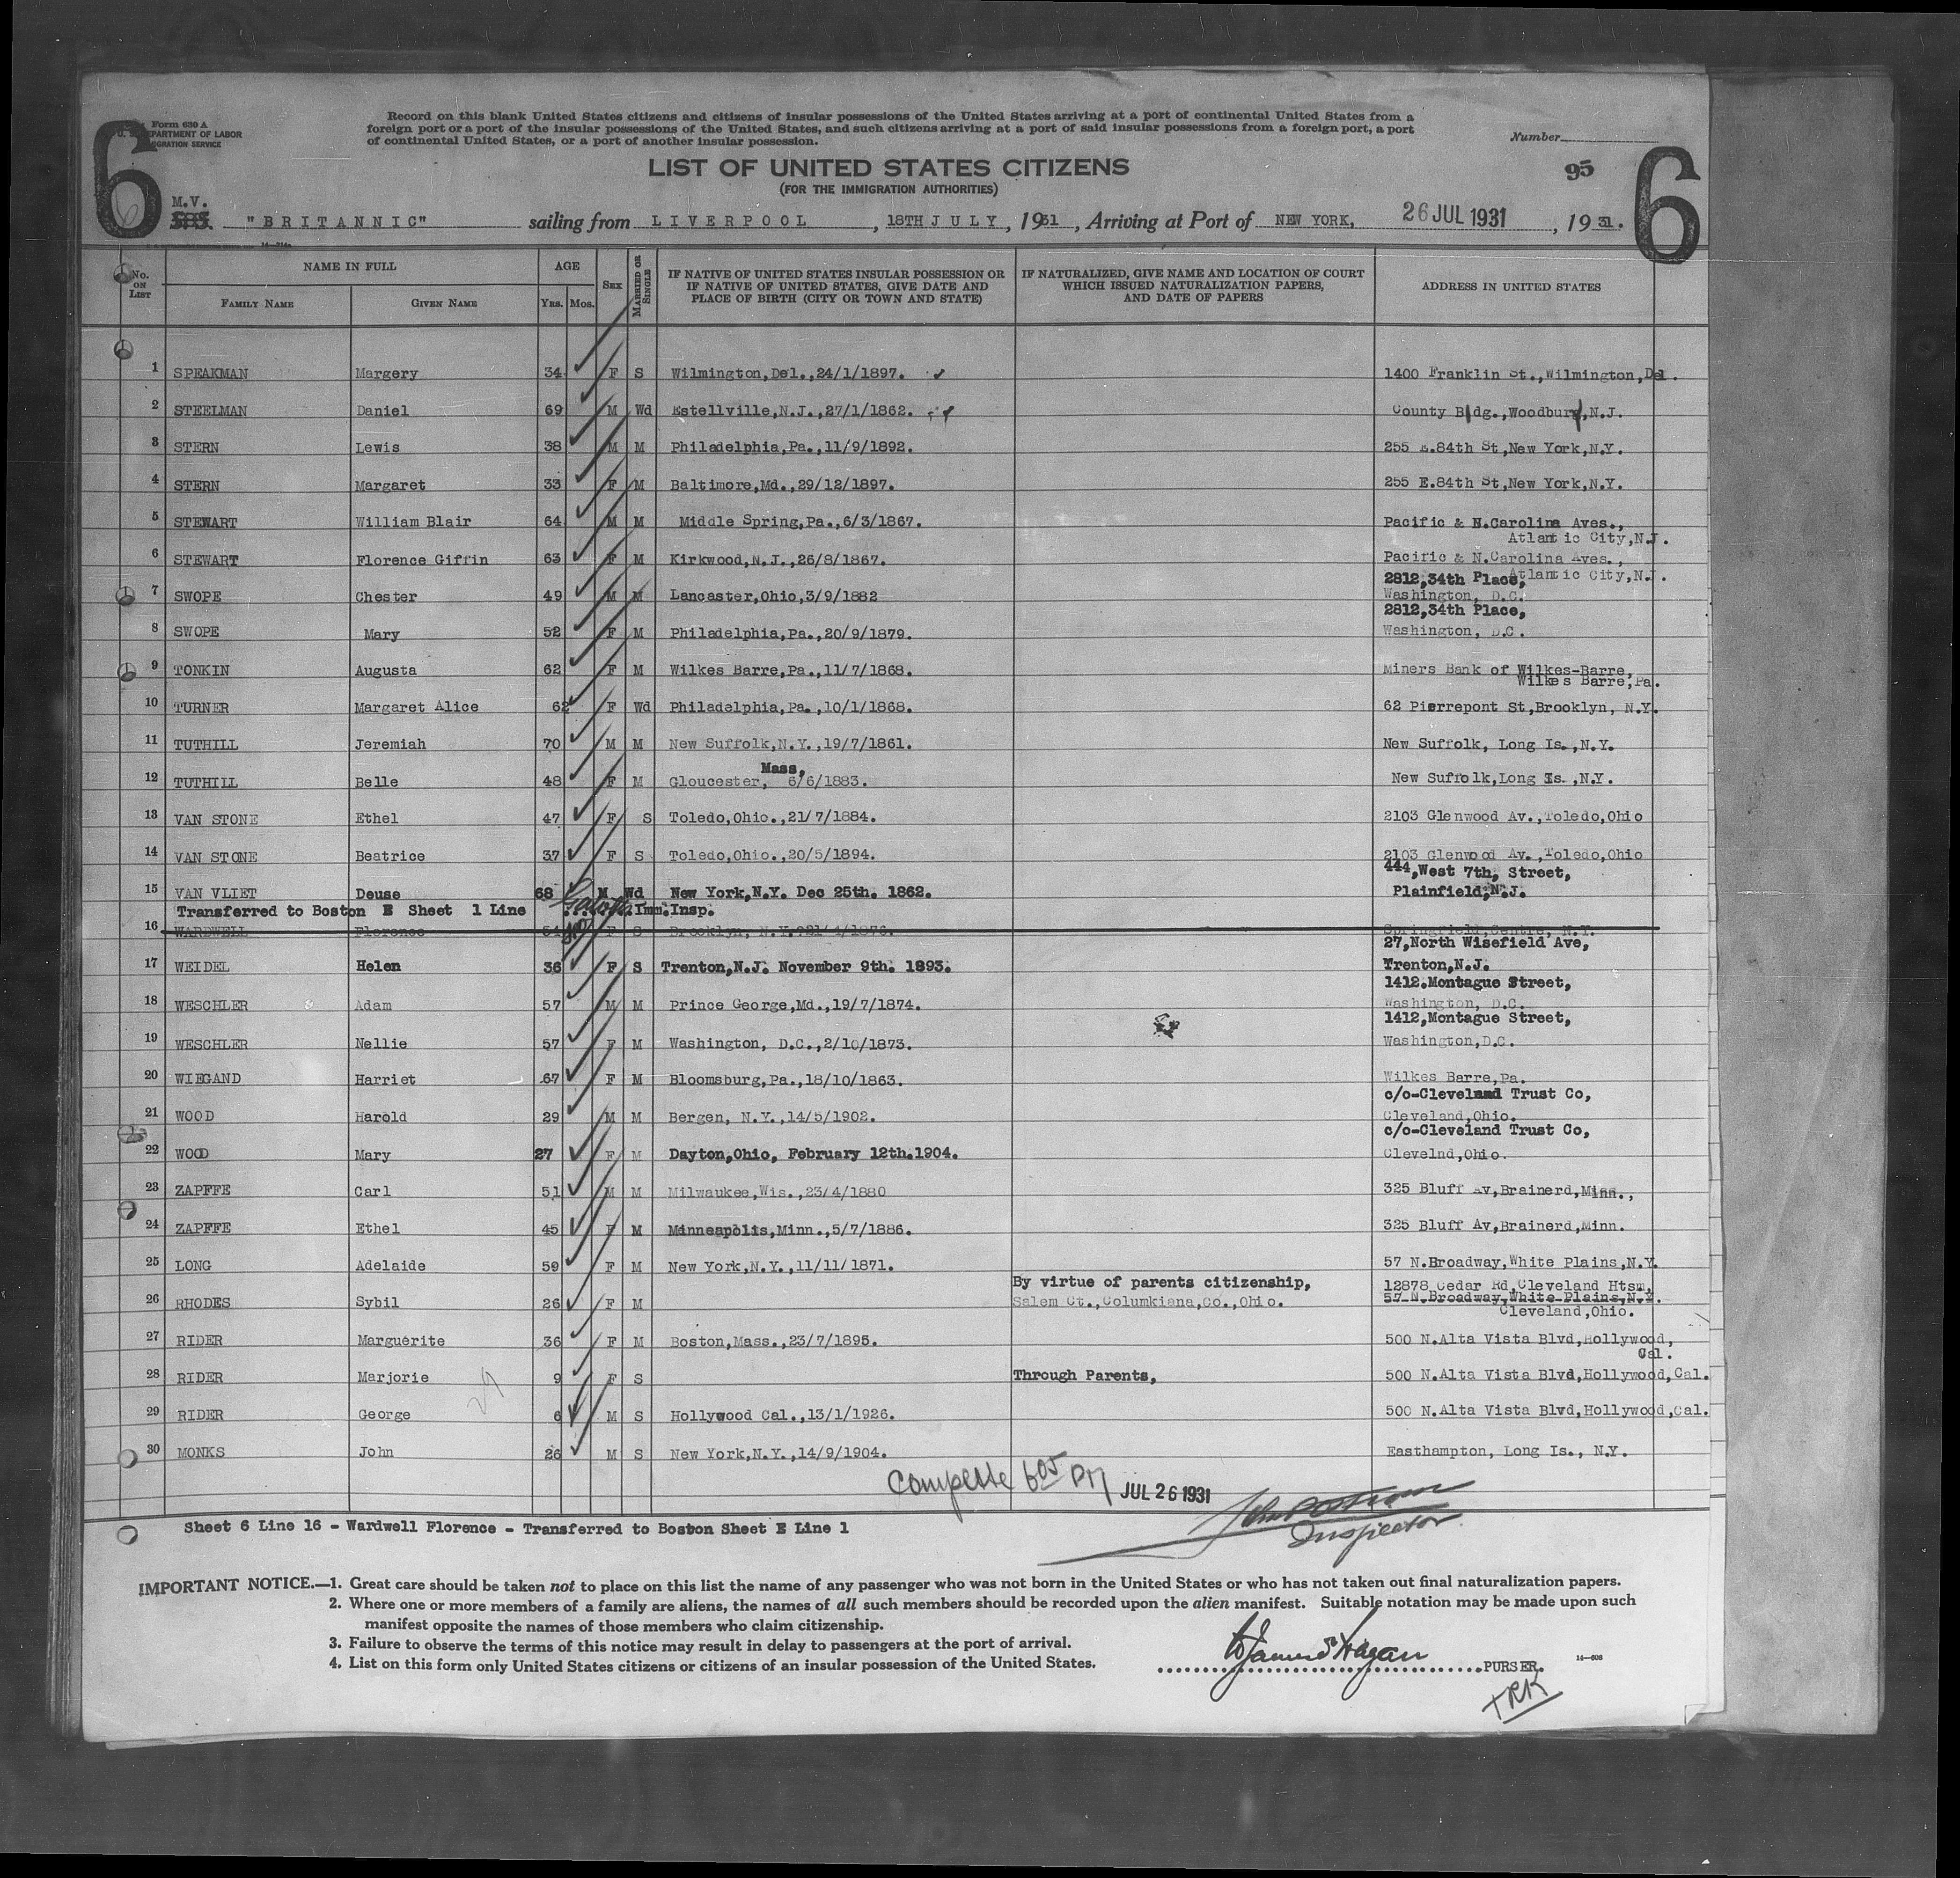 Record on this blank United States citizens and citizens of insular possessions of the United States arriving at a port of continental United States from a
foreign port or a port of the insular possessions of the United States, and such citizens arriving at a port of said insular possessions from a foreign port, a port
of continental United States, or a port of another insular possession.
Form 630 A
DEPARTMENT OF LABOR
Number
6
6
LIST OF UNITED STATES CITIZENS
95
(FOR THE IMMIGRATION AUTHORITIES)
M.V.
S.S. "BRITANNIC" sailing from LIVERPOOL, 18TH JULY, 1931, Arriving at Port of NEW YORK, 26 JUL 1931, 1931.
No. ON LIST NAME IN FULL AGE SEX MARRIED OR SINGLE IF NATIVE OF UNITED STATES INSULAR POSSESSION OR IF NATIVE OF UNITED STATES, GIVE DATE AND PLACE OF BIRTH (CITY OR TOWN AND STATE) IF NATURALIZED, GIVE NAME AND LOCATION OF COURT WHICH ISSUED NATURALIZATION PAPERS, AND DATE OF PAPERS ADDRESS IN UNITED STATES
FAMILY NAME GIVEN NAME YRS. MOS.
1 SPEAKMAN Margery 34 F S Wilmington,Del.,24/1/1897. 1400 Franklin St.,Wilmington,Del.
2 STEELMAN Daniel 69 M Wd Estellville,N.J.,27/1/1862. County Bldg.,Woodbury,N.J.
3 STERN Lewis 38 M M Philadelphia,Pa.,11/9/1892. 255 E.84th St,New York,N.Y.
4 STERN Margaret 33 F M Baltimore,Md.,29/12/1897. 255 E.84th St,New York,N.Y.
5 STEWART William Blair 64 M M Middle Spring,Pa.,6/3/1867. Pacific & N.Carolina Aves.,
Atlantic City,N.J.
6 STEWART Florence Giffin 63 F M Kirkwood,N.J.,26/8/1867. Pacific & N.Carolina Aves.,
Atlantic City,N.J.
2812,34th Place,
7 SWOPE Chester 49 M M Lancaster,Ohio,3/9/1882 Washington, D.C.
2812,34th Place,
8 SWOPE Mary 52 F M Philadelphia,Pa.,20/9/1879. Washington, D.C.
9 TONKIN Augusta 62 F M Wilkes Barre,Pa.,11/7/1868. Miners Bank of Wilkes-Barre,
Wilkes Barre,Pa.
10 TURNER Margaret Alice 62 F Wd Philadelphia,Pa.,10/1/1868. 62 Pierrepont St,Brooklyn, N.Y.
11 TUTHILL Jeremiah 70 M M New Suffolk,N.Y.,19/7/1861. New Suffolk, Long Is.,N.Y.
Mass,
12 TUTHILL Belle 48 F M Gloucester, 6/6/1883. New Suffolk,Long Is.,N.Y.
13 VAN STONE Ethel 47 F S Toledo,Ohio.,21/7/1884. 2103 Glenwood Av.,Toledo,Ohio
14 VAN STONE Beatrice 37 F S Toledo,Ohio.,20/5/1894. 2103 Glenwood Av.,Toledo,Ohio
444,West 7th, Street,
15 VAN VLIET Deuse 68 M Wd New York,N.Y. Dec 25th. 1862. Plainfield,N.J.
Transferred to Boston E Sheet 1 Line Imm.Insp.
16 WARDWELL Florence 54 F S Brooklyn, N.Y. Springfield,Centre, N.Y.
27,North Wisefield Ave,
17 WEIDEL Helen 36 F S Trenton,N.J. November 9th. 1893. Trenton,N.J.
1412.Montague Street,
18 WESCHLER Adam 57 M M Prince George,Md.,19/7/1874. Washington, D.C.
1412,Montague Street,
19 WESCHLER Nellie 57 F M Washington, D.C.,2/10/1873. Washington,D.C.
20 WIEGAND Harriet 67 F M Bloomsburg,Pa.,18/10/1863. Wilkes Barre,Pa.
c/o-Cleveland Trust Co,
21 WOOD Harold 29 M M Bergen, N.Y.,14/5/1902. Cleveland,Ohio.
c/o-Cleveland Trust Co,
22 WOOD Mary 27 F M Dayton,Ohio, February 12th.1904. Clevelnd,Ohio.
23 ZAPFFE Carl 51 M M Milwaukee,Wis.,23/4/1880 325 Bluff Av,Brainerd,Minn.,
24 ZAPFFE Ethel 45 F M Minneapolis,Minn.,5/7/1886. 325 Bluff Av,Brainerd,Minn.
25 LONG Adelaide 59 F M New York,N.Y.,11/11/1871. 57 N.Broadway,White Plains,N.Y.
By virtue of parents citizenship, 12878 Cedar Rd,Cleveland Htsm,
26 RHODES Sybil 26 F M Salem Ct.,Columkiana,Co.,Ohio. 57 N.Broadway,White Plains,N.Y.
Cleveland,Ohio.
27 RIDER Marguerite 36 F M Boston,Mass.,23/7/1895. 500 N.Alta Vista Blvd,Hollywood,
Cal.
28 RIDER Marjorie 9 F S Through Parents, 500 N.Alta Vista Blvd,Hollywood,Cal.
29 RIDER George 6 M S Hollywood Cal.,13/1/1926. 500 N.Alta Vista Blvd,Hollywood,Cal.
30 MONKS John 26 M S New York,N.Y.,14/9/1904. Easthampton, Long Is., N.Y.
Complete 605 PM JUL 26 1931
Inspector
Sheet 6 Line 16 - Wardwell Florence - Transferred to Boston Sheet E Line 1
IMPORTANT NOTICE.—1. Great care should be taken not to place on this list the name of any passenger who was not born in the United States or who has not taken out final naturalization papers.
2. Where one or more members of a family are aliens, the names of all such members should be recorded upon the alien manifest. Suitable notation may be made upon such
manifest opposite the names of those members who claim citizenship.
3. Failure to observe the terms of this notice may result in delay to passengers at the port of arrival.
4. List on this form only United States citizens or citizens of an insular possession of the United States.
PURSER.
14—608
TRK